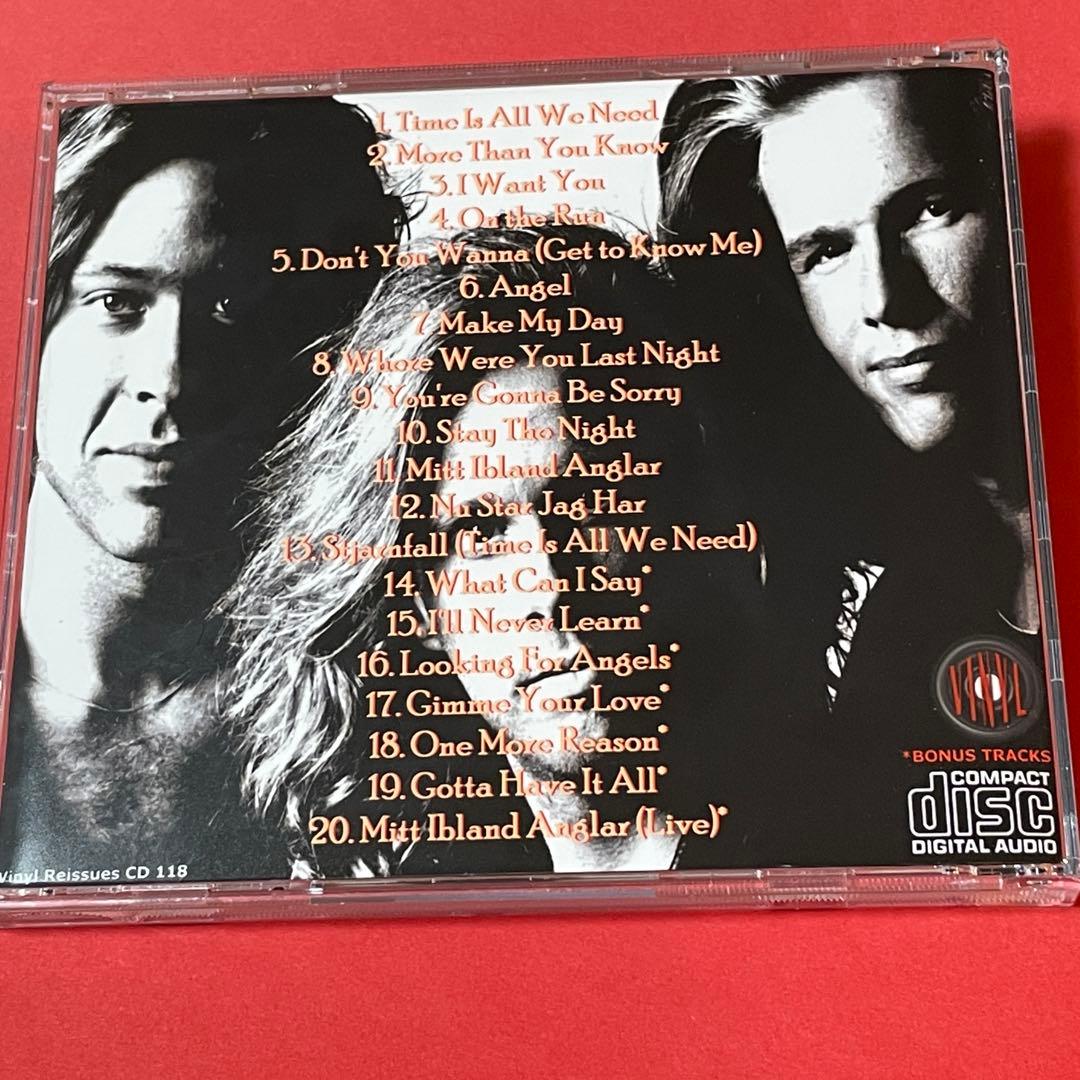 1. Time Is All We Need
2. More Than You Know
3. I Want You
4. On the Run
5. Don't You Wanna (Get to Know Me)
6. Angel
7 Make My Day
8. Where Were You Last Night
9. You're Gonna Be Sorry
10. Stay The Night
11. Mitt Ibland Anglar
12. Nu Star Jag Har
13. Stjarnfall (Time Is All We Need)
14. What Can I Say*
15. I'll Never Learn*
16. Looking For Angels*
17. Gimme Your Love*
18. One More Reason*
19. Gotta Have It All*
20. Mitt Ibland Anglar (Live)*
VINYL
*BONUS TRACKS
COMPACT
disc
DIGITAL AUDIO
Vinyl Reissues CD 118